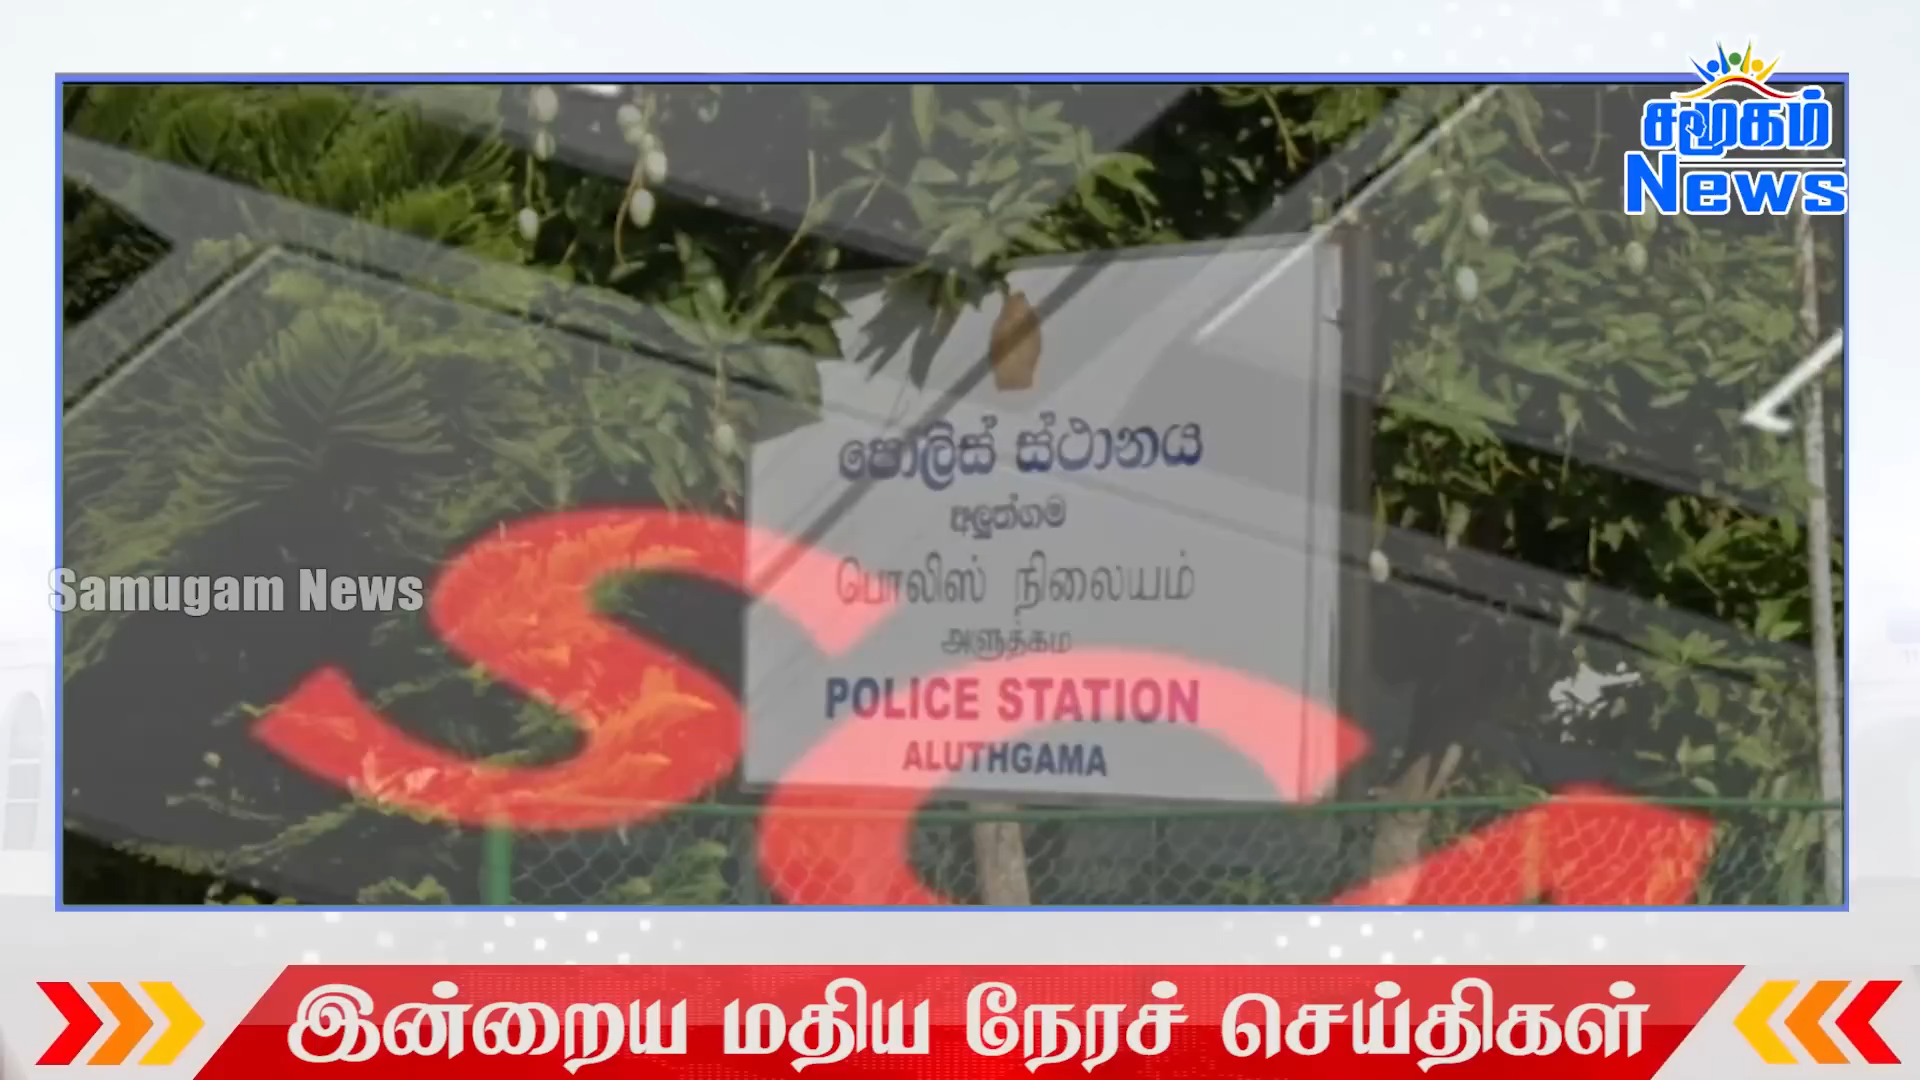 சமூகம்
News
පොලිස් ස්ථානය
අලුත්ගම
பொலிஸ் நிலையம்
அளுத்கம
POLICE STATION
ALUTHGAMA
Samugam News
இன்றைய மதிய நேரச் செய்திகள்